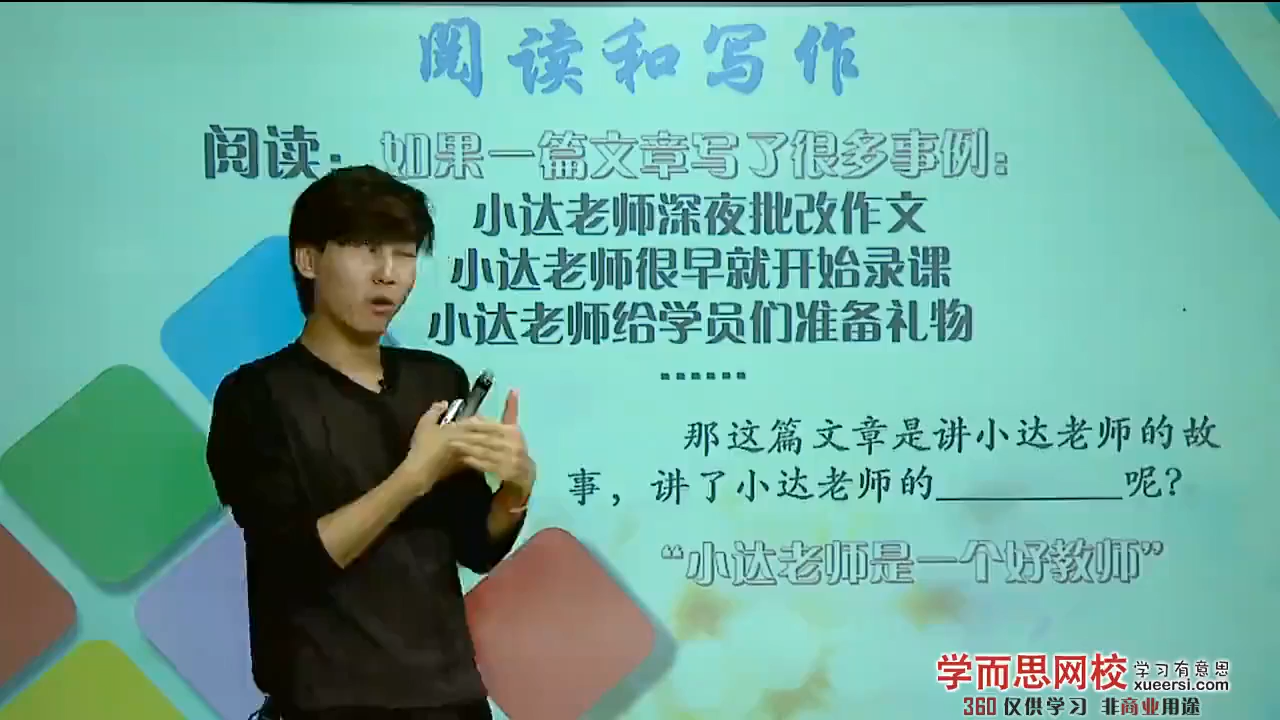 阅读和写作
阅读：如果一篇文章写了很多事例：
小达老师深夜批改作文
小达老师很早就开始录课
小达老师给学员们准备礼物
……
那这篇文章是讲小达老师的故
事，讲了小达老师的________呢？
“小达老师是一个好教师”
学而思网校 学习有意思
xueersi.com
360 仅供学习 非商业用途